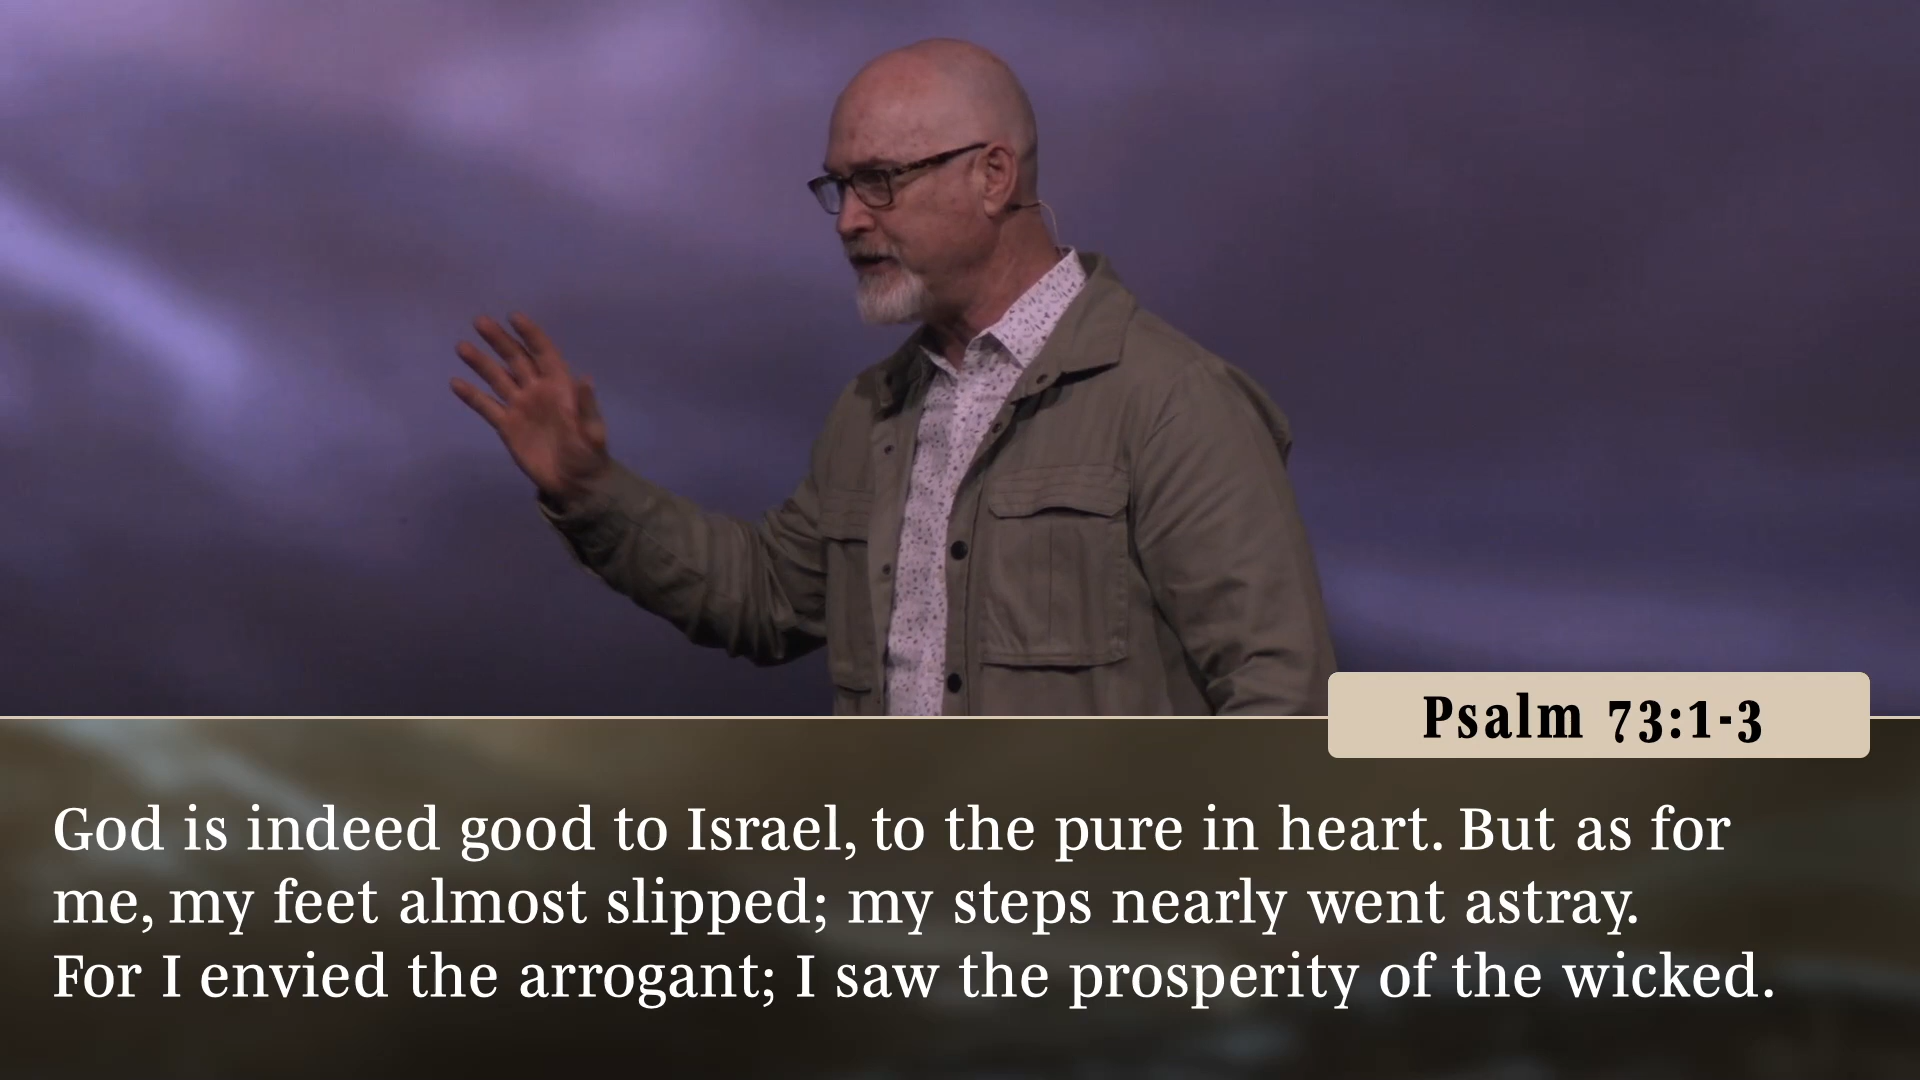 Psalm 73:1-3
God is indeed good to Israel, to the pure in heart. But as for
me, my feet almost slipped; my steps nearly went astray.
For I envied the arrogant; I saw the prosperity of the wicked.